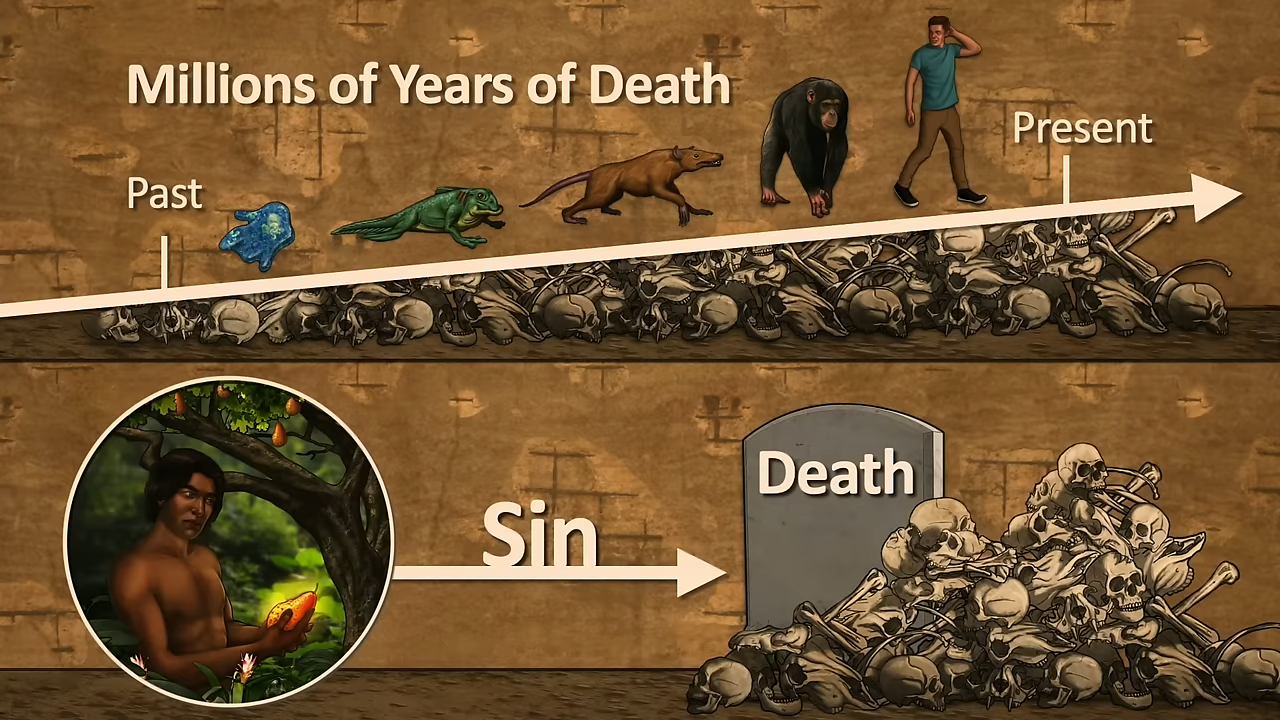 Millions of Years of Death
Past
Present
Sin
Death